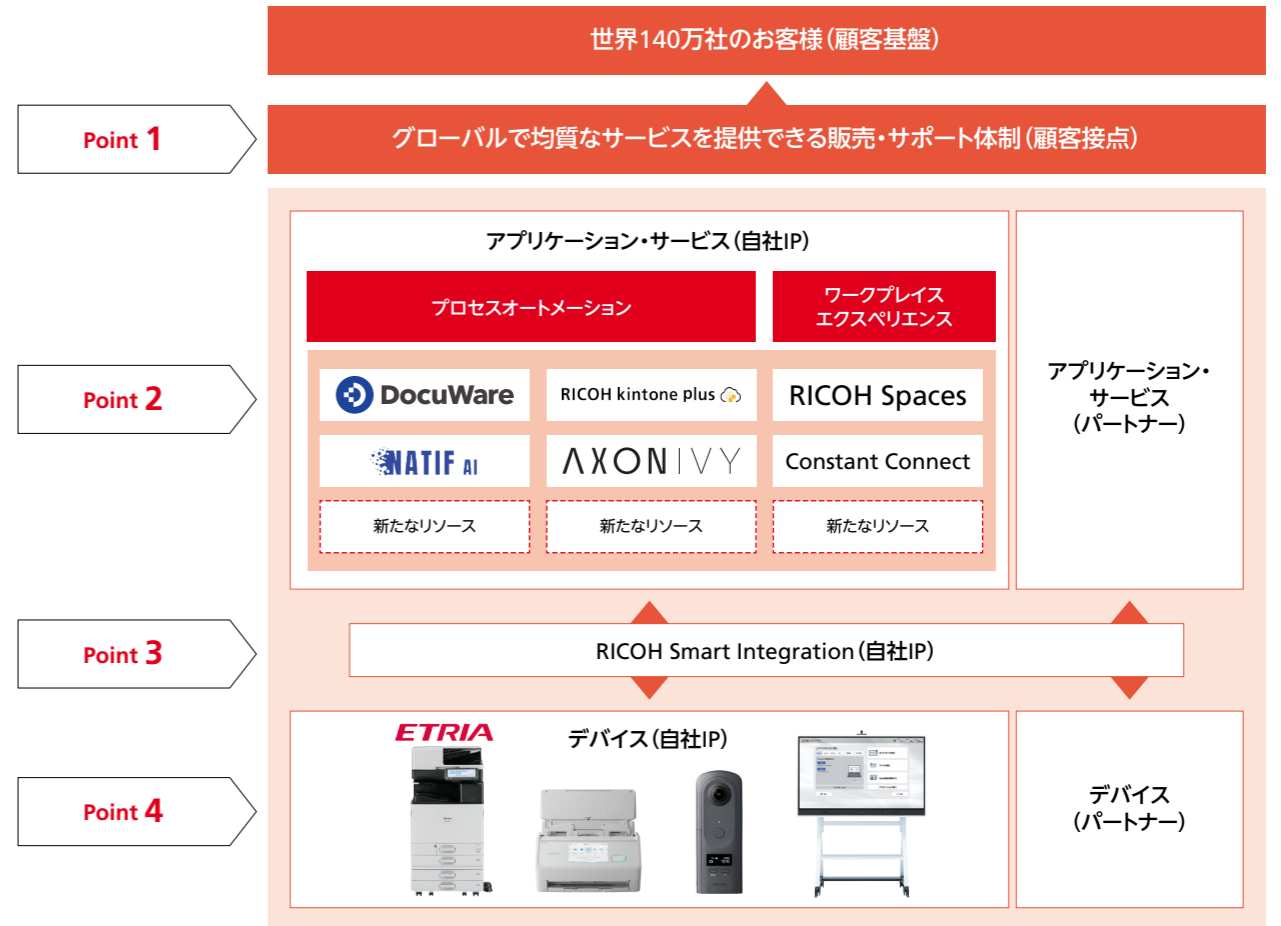 世界140万社のお客様（顧客基盤）
Point 1
グローバルで均質なサービスを提供できる販売・サポート体制（顧客接点）
アプリケーション・サービス（自社IP）
プロセスオートメーション
ワークプレイス
エクスペリエンス
Point 2
DocuWare
RICOH kintone plus
RICOH Spaces
NATIF AI
AXONIVY
Constant Connect
新たなリソース
新たなリソース
新たなリソース
アプリケーション・
サービス
（パートナー）
Point 3
RICOH Smart Integration（自社IP）
Point 4
ETRIA
デバイス（自社IP）
デバイス
（パートナー）